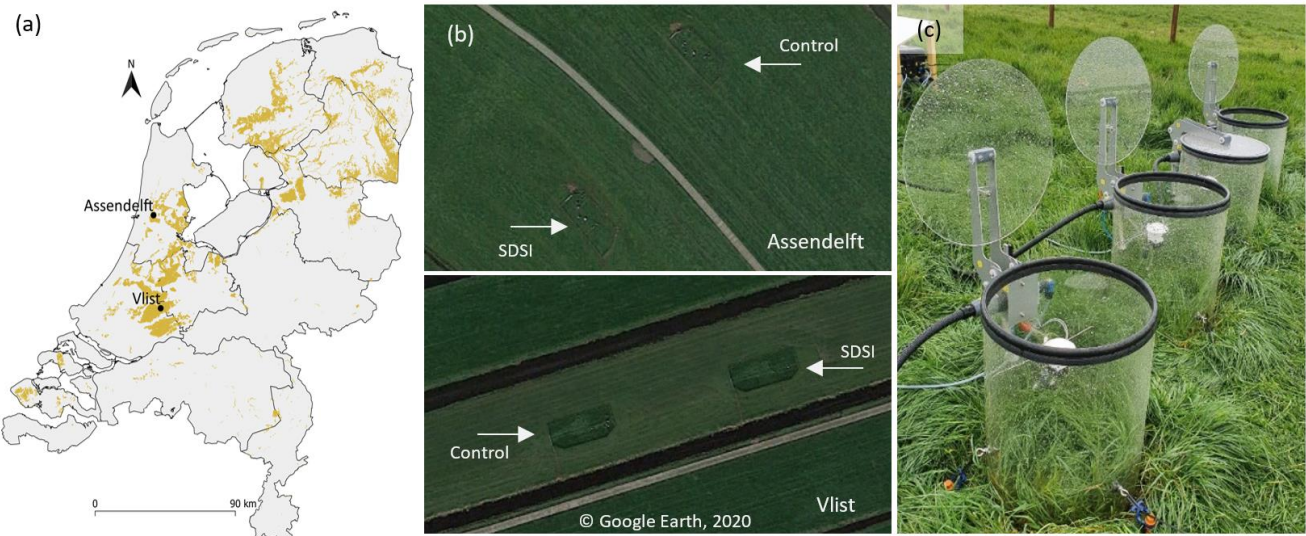 (a)
N
Assendelft
Vlist
0 90 km
(b)
Control
SDSI
Assendelft
SDSI
Control
Vlist
© Google Earth, 2020
(c)